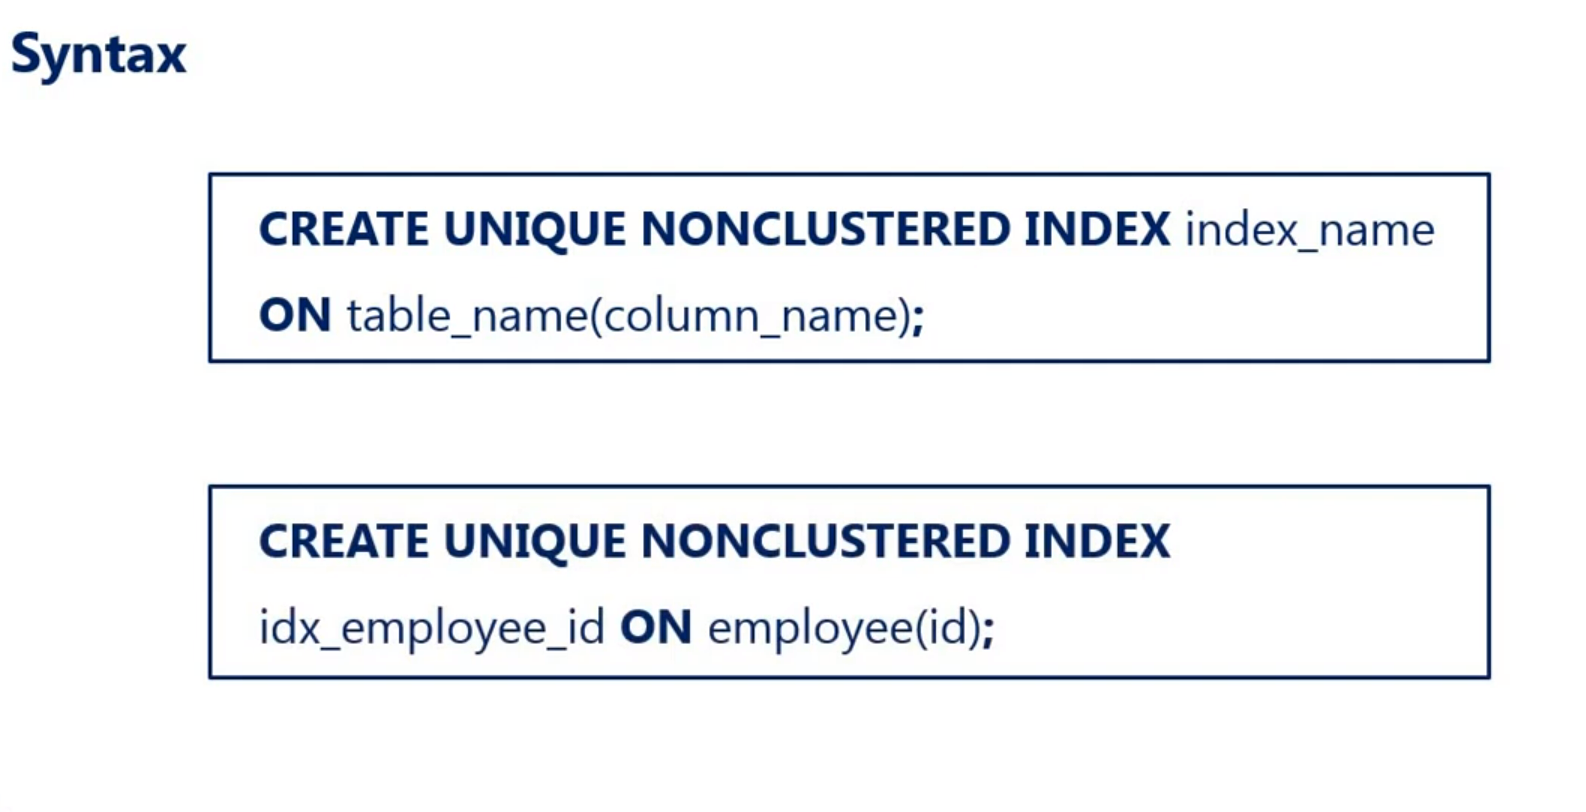 Syntax
CREATE UNIQUE NONCLUSTERED INDEX index_name
ON table_name(column_name);
CREATE UNIQUE NONCLUSTERED INDEX
idx_employee_id ON employee(id);